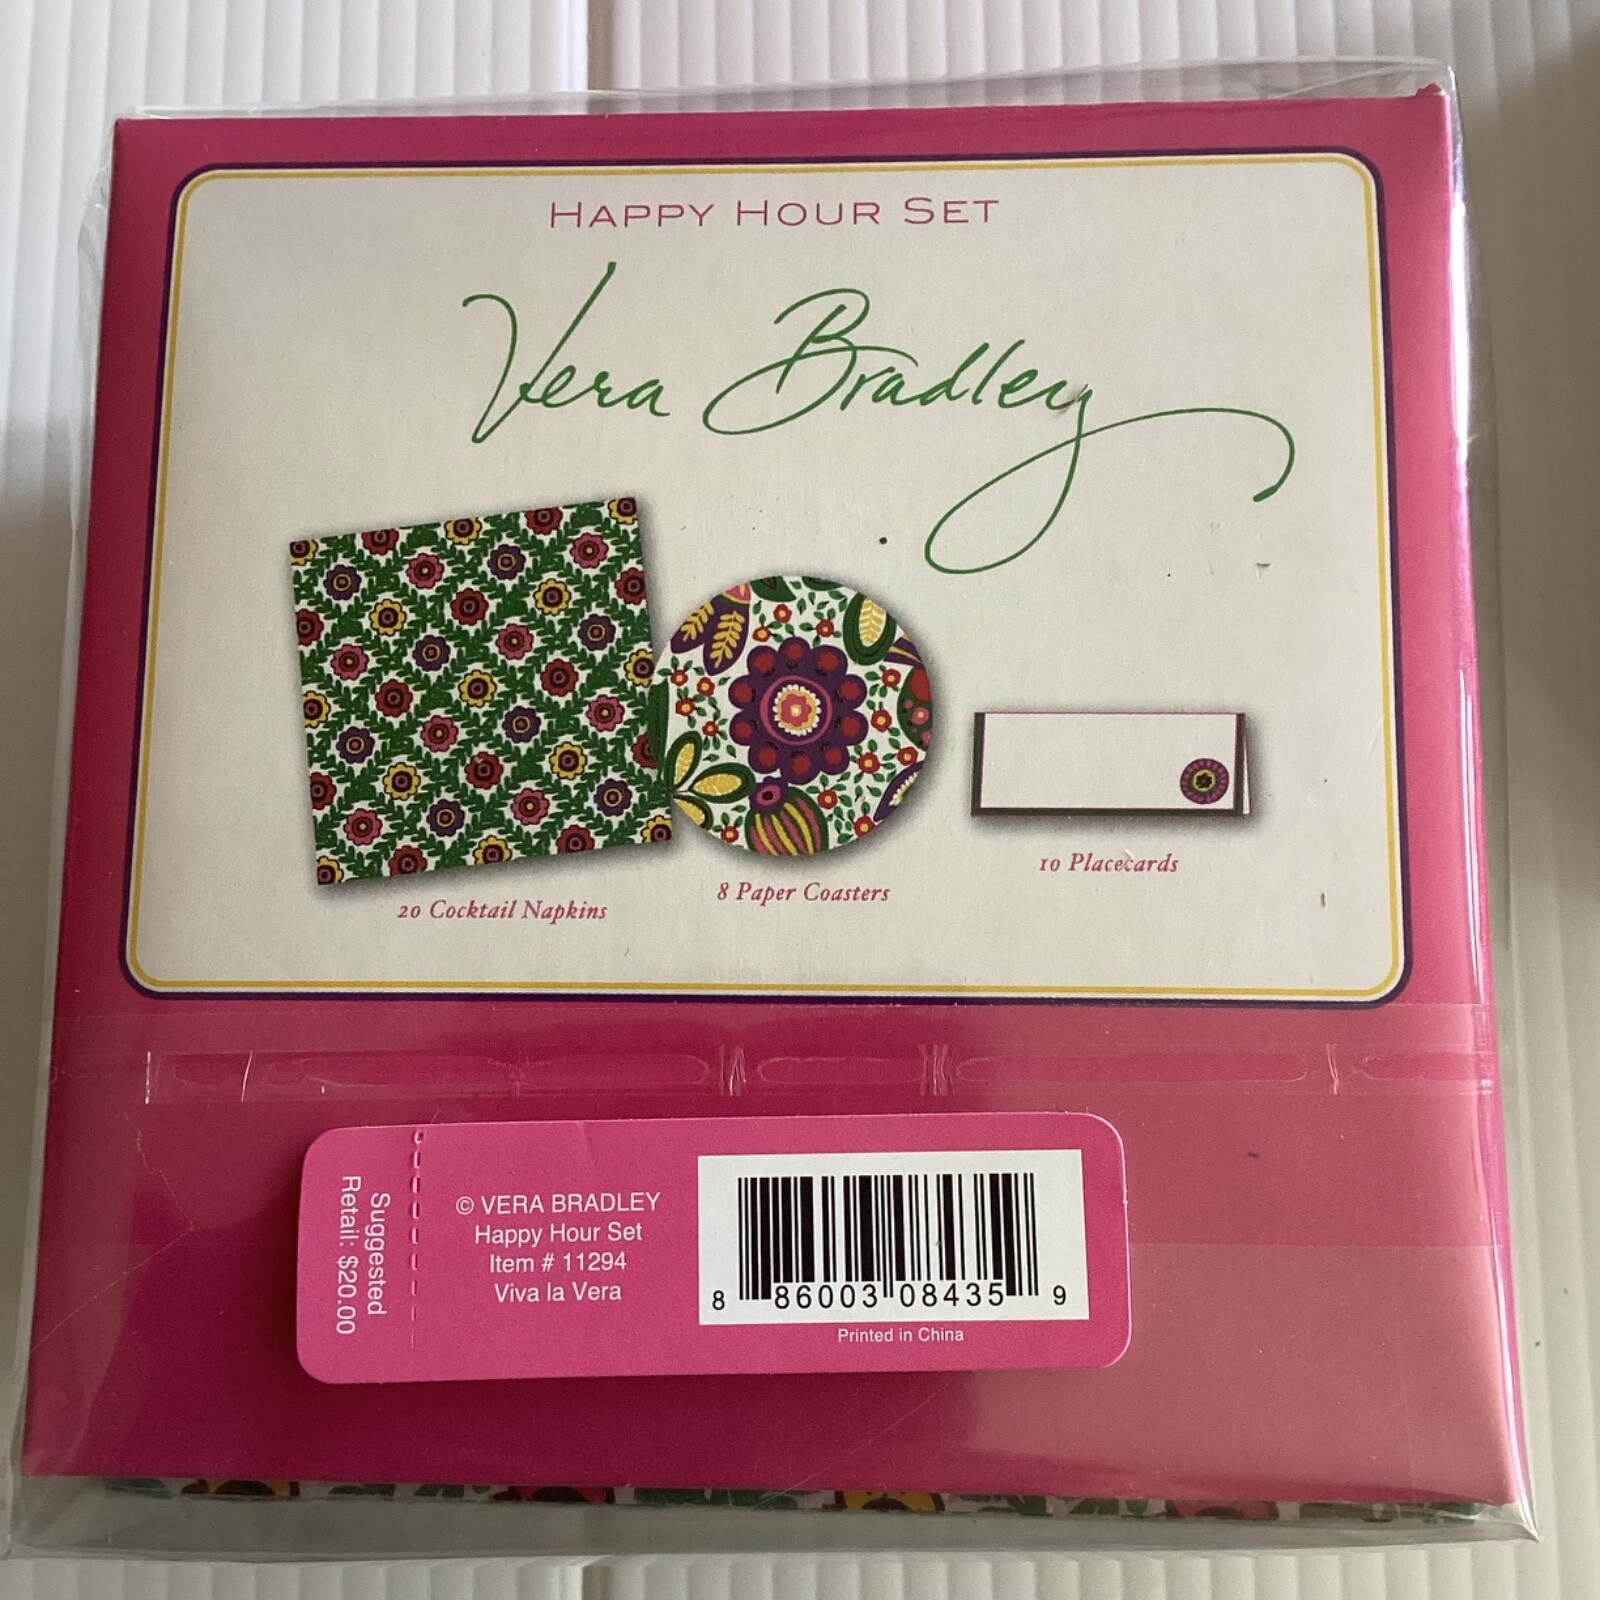 HAPPY HOUR SET
Vera Bradley
20 Cocktail Napkins
8 Paper Coasters
10 Placecards
Suggested
Retail: $20.00
© VERA BRADLEY
Happy Hour Set
Item # 11294
Viva la Vera
8 86003 08435 9
Printed in China